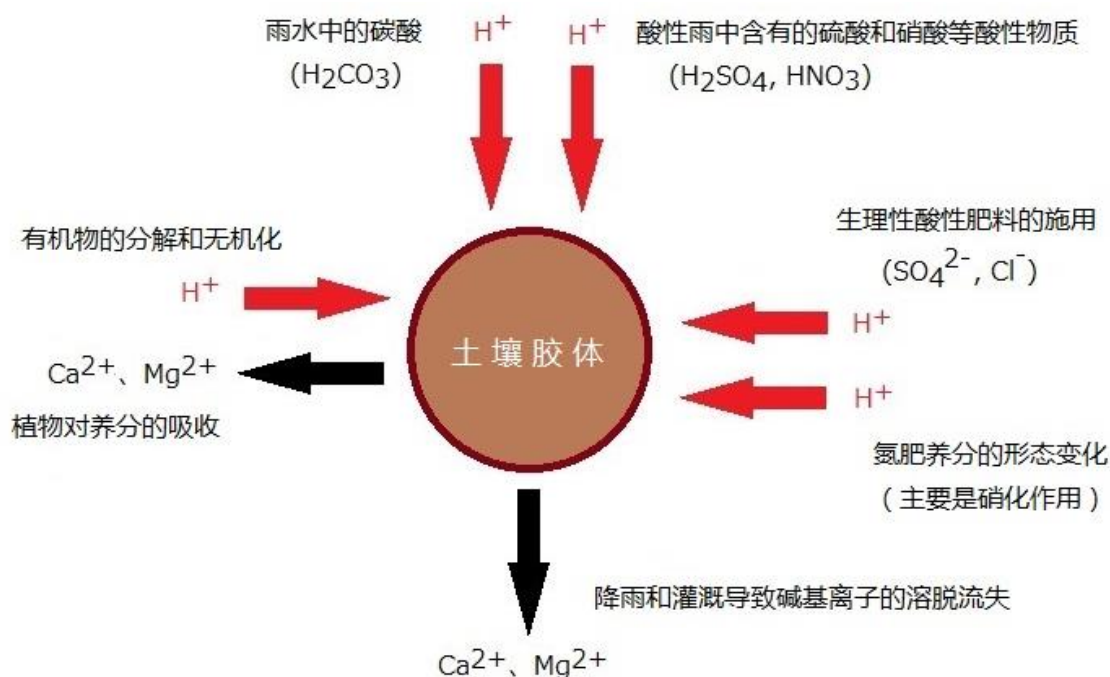 雨水中的碳酸
(H2CO3)
H+
H+
酸性雨中含有的硫酸和硝酸等酸性物质
(H2SO4, HNO3)
有机物的分解和无机化
H+
生理性酸性肥料的施用
(SO4 2-, Cl-)
H+
土壤胶体
Ca2+、Mg2+
植物对养分的吸收
H+
氮肥养分的形态变化
(主要是硝化作用)
降雨和灌溉导致碱基离子的溶脱流失
Ca2+、Mg2+